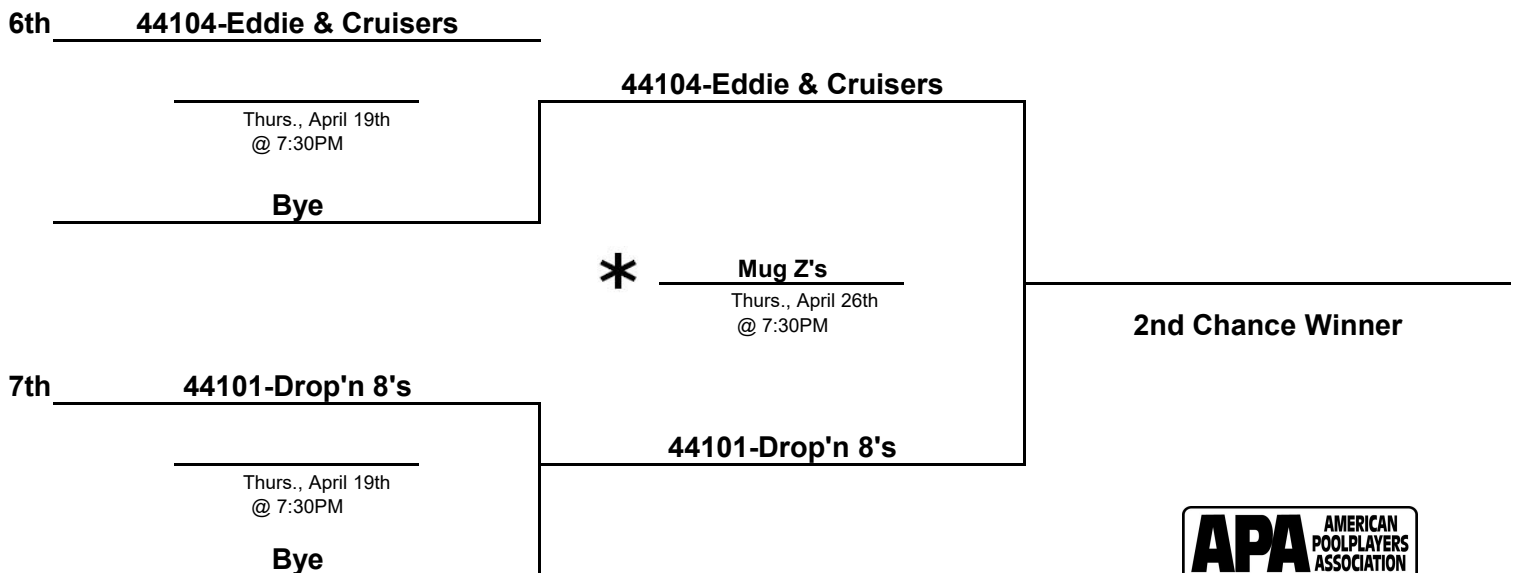 6th 44104-Eddie & Cruisers
44104-Eddie & Cruisers
Thurs., April 19th
@ 7:30PM
Bye
* Mug Z's
Thurs., April 26th
@ 7:30PM
2nd Chance Winner
7th 44101-Drop'n 8's
44101-Drop'n 8's
Thurs., April 19th
@ 7:30PM
Bye
APA AMERICAN
POOLPLAYERS
ASSOCIATION